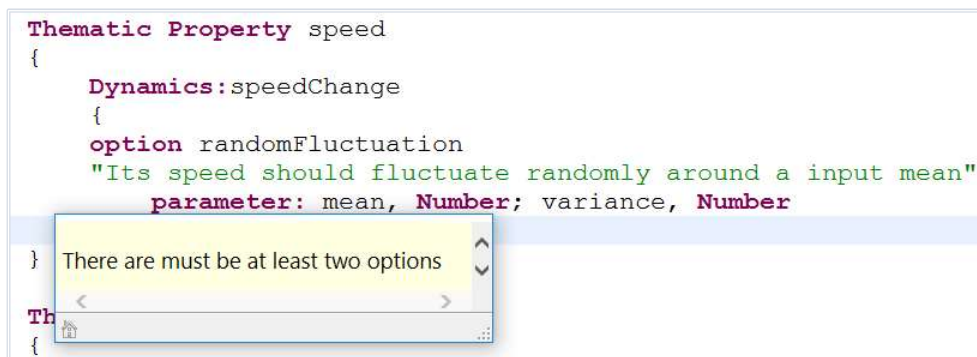 Thematic Property speed
{
Dynamics:speedChange
{
option randomFluctuation
"Its speed should fluctuate randomly around a input mean"
parameter: mean, Number; variance, Number
}
There are must be at least two options
Th
{